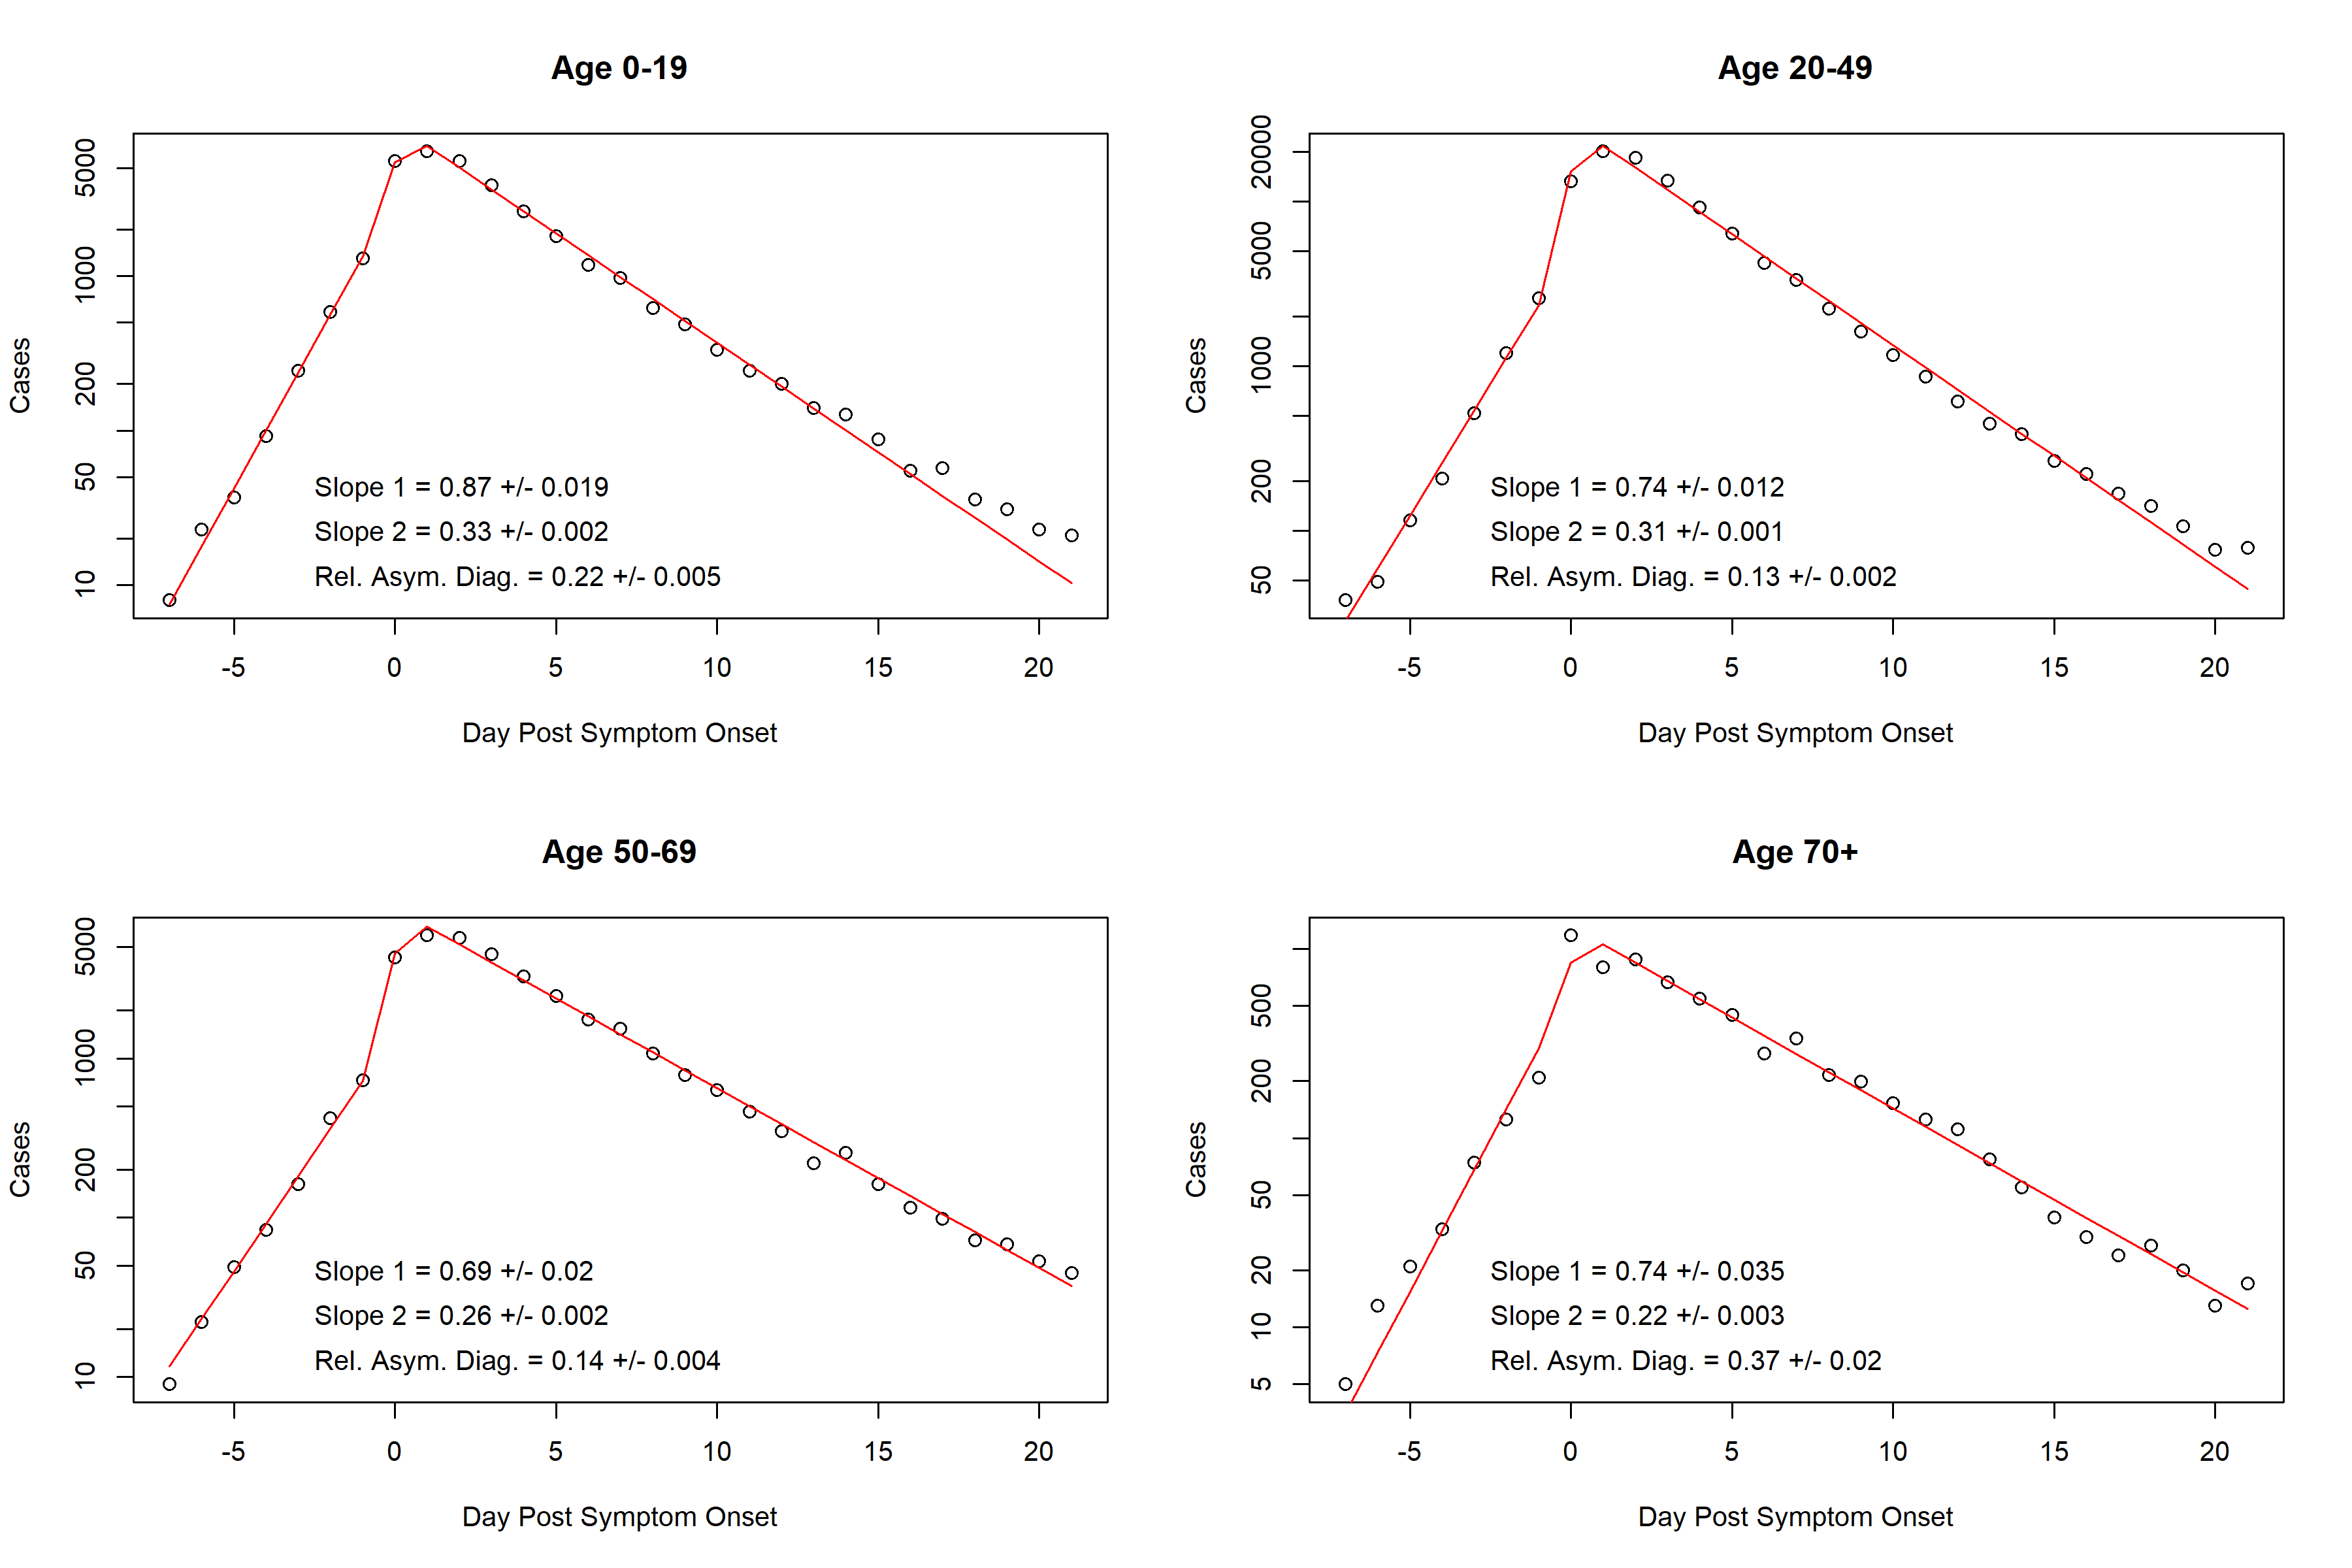 Age 0-19
Cases
5000
1000
200
50
10
Slope 1 = 0.87 +/- 0.019
Slope 2 = 0.33 +/- 0.002
Rel. Asym. Diag. = 0.22 +/- 0.005
-5 0 5 10 15 20
Day Post Symptom Onset
Age 20-49
Cases
20000
5000
1000
200
50
Slope 1 = 0.74 +/- 0.012
Slope 2 = 0.31 +/- 0.001
Rel. Asym. Diag. = 0.13 +/- 0.002
-5 0 5 10 15 20
Day Post Symptom Onset
Age 50-69
Cases
5000
1000
200
50
10
Slope 1 = 0.69 +/- 0.02
Slope 2 = 0.26 +/- 0.002
Rel. Asym. Diag. = 0.14 +/- 0.004
-5 0 5 10 15 20
Day Post Symptom Onset
Age 70+
Cases
500
200
50
20
10
5
Slope 1 = 0.74 +/- 0.035
Slope 2 = 0.22 +/- 0.003
Rel. Asym. Diag. = 0.37 +/- 0.02
-5 0 5 10 15 20
Day Post Symptom Onset